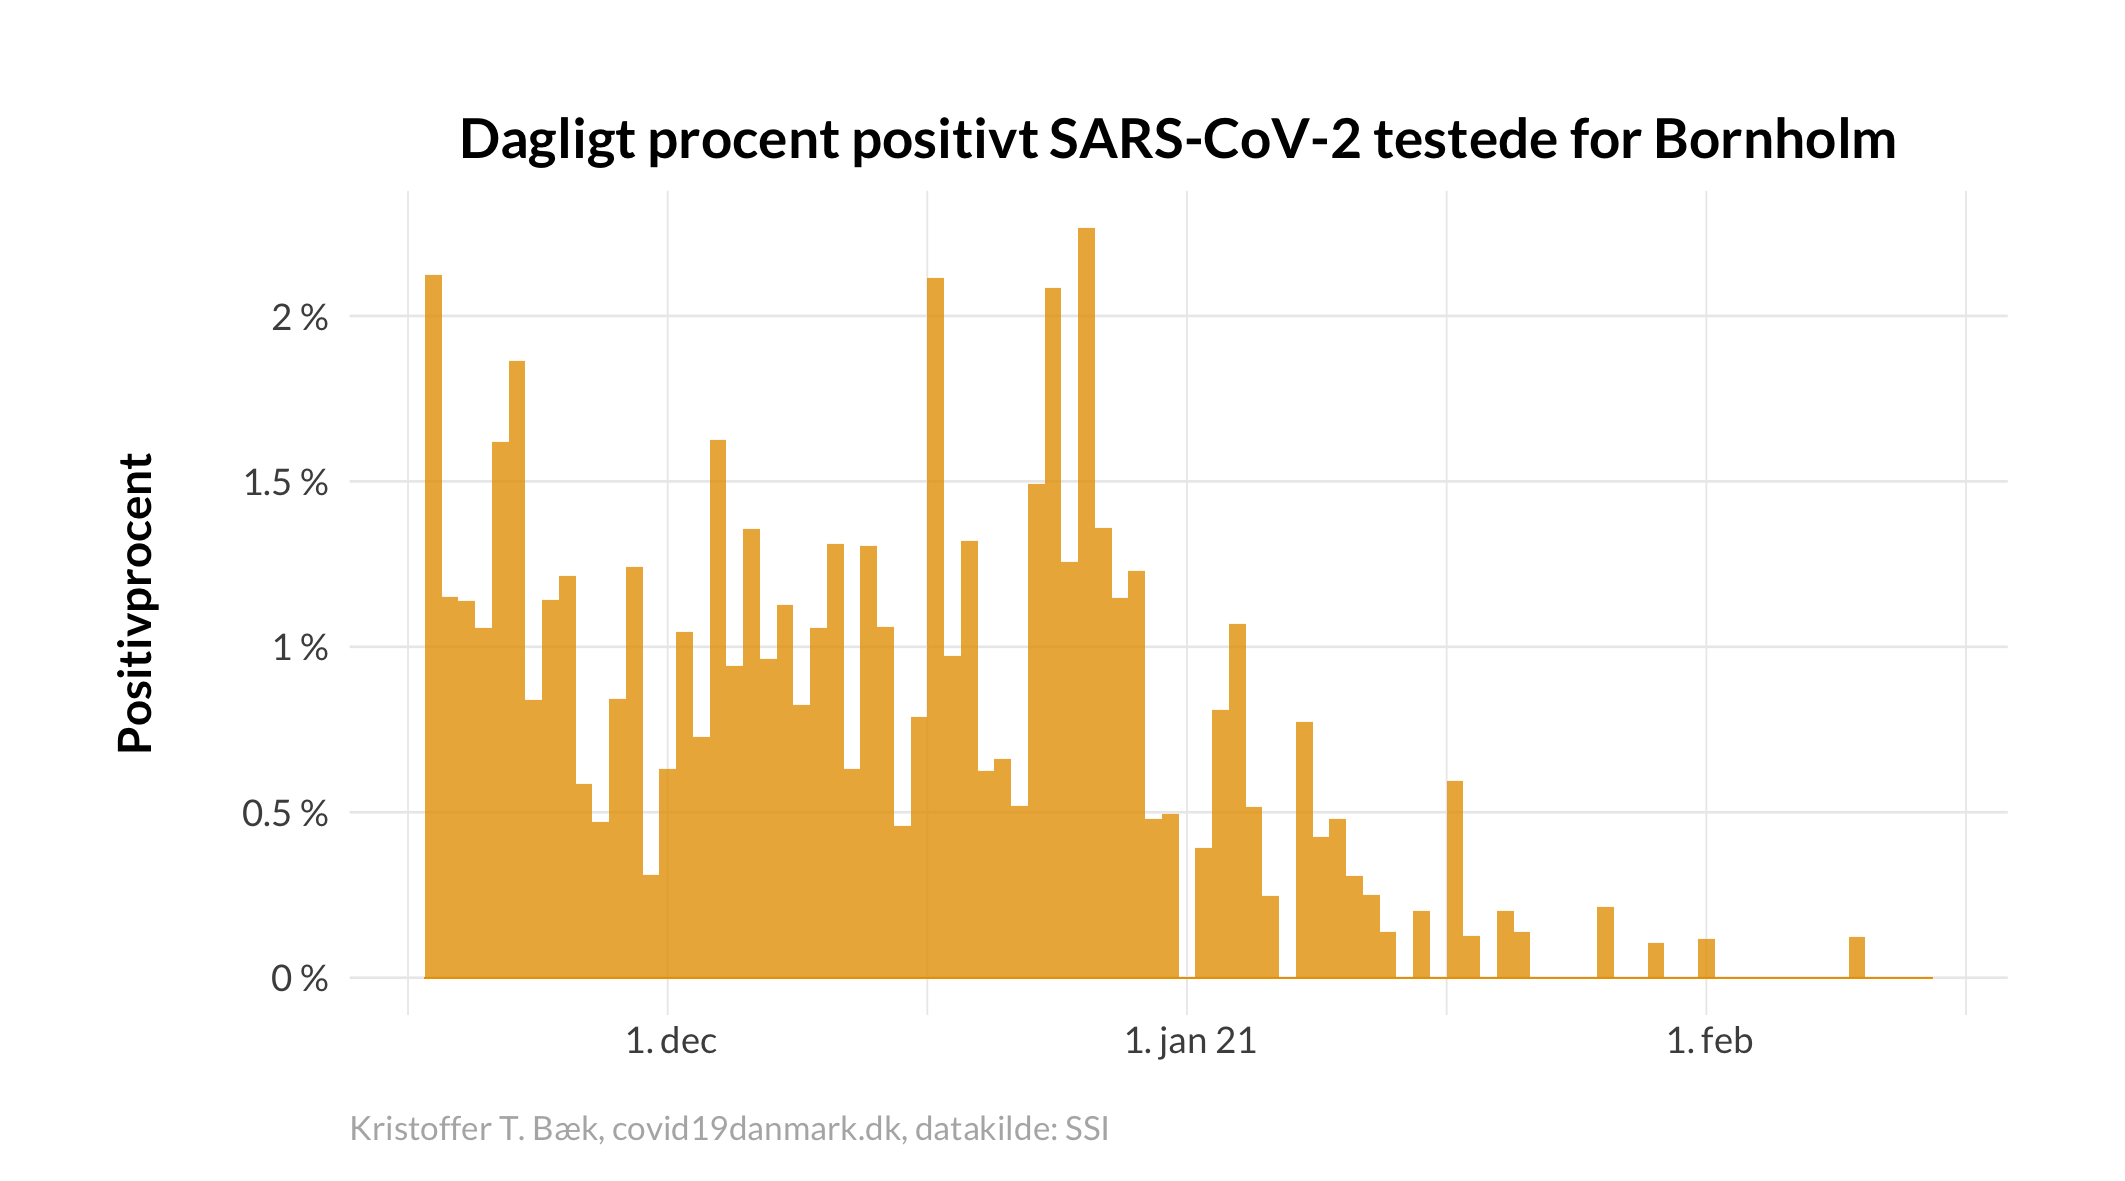 Dagligt procent positivt SARS-CoV-2 testede for Bornholm
Positivprocent
2 %
1.5 %
1 %
0.5 %
0 %
1. dec
1. jan 21
1. feb
Kristoffer T. Bæk, covid19danmark.dk, datakilde: SSI